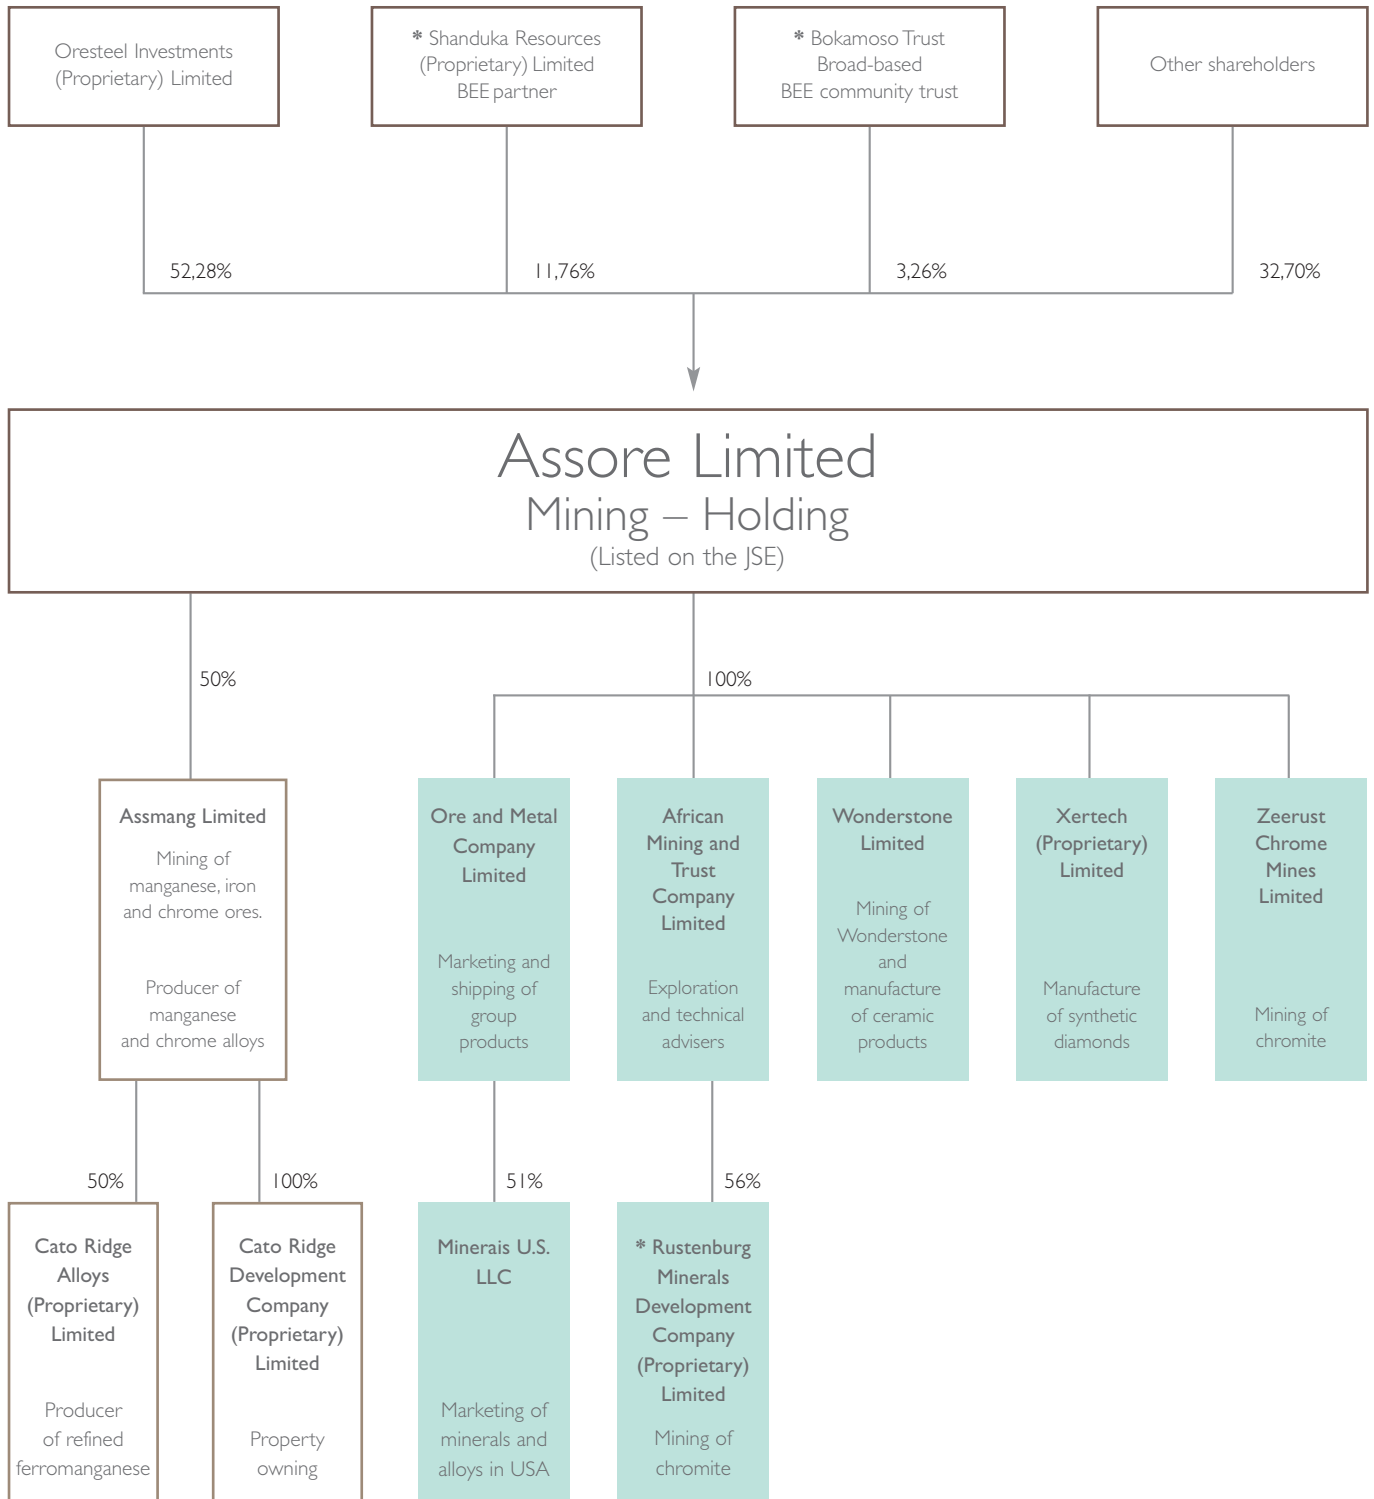 Oresteel Investments
(Proprietary) Limited
* Shanduka Resources
(Proprietary) Limited
BEE partner
* Bokamoso Trust
Broad-based
BEE community trust
Other shareholders
52,28%
11,76%
3,26%
32,70%
Assore Limited
Mining – Holding
(Listed on the JSE)
50%
100%
Assmang Limited
Mining of
manganese, iron
and chrome ores.
Producer of
manganese
and chrome alloys
Ore and Metal
Company
Limited
Marketing and
shipping of
group
products
African
Mining and
Trust
Company
Limited
Exploration
and technical
advisers
Wonderstone
Limited
Mining of
Wonderstone
and
manufacture
of ceramic
products
Xertech
(Proprietary)
Limited
Manufacture
of synthetic
diamonds
Zeerust
Chrome
Mines
Limited
Mining of
chromite
50%
100%
51%
56%
Cato Ridge
Alloys
(Proprietary)
Limited
Producer
of refined
ferromanganese
Cato Ridge
Development
Company
(Proprietary)
Limited
Property
owning
Minerais U.S.
LLC
Marketing of
minerals and
alloys in USA
* Rustenburg
Minerals
Development
Company
(Proprietary)
Limited
Mining of
chromite